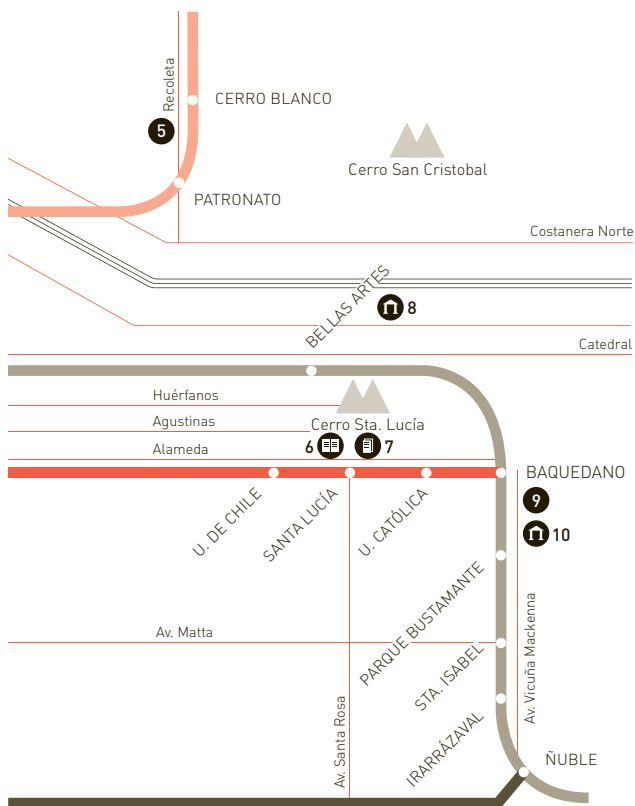 Recoleta
CERRO BLANCO
5
Cerro San Cristobal
PATRONATO
Costanera Norte
BELLAS ARTES
8
Catedral
Huérfanos
Agustinas
Cerro Sta. Lucía
Alameda
6
7
BAQUEDANO
U. DE CHILE
SANTA LUCÍA
U. CATÓLICA
9
10
PARQUE BUSTAMANTE
Av. Matta
Av. Vicuña Mackenna
STA. ISABEL
Av. Santa Rosa
IRARRÁZAVAL
ÑUBLE